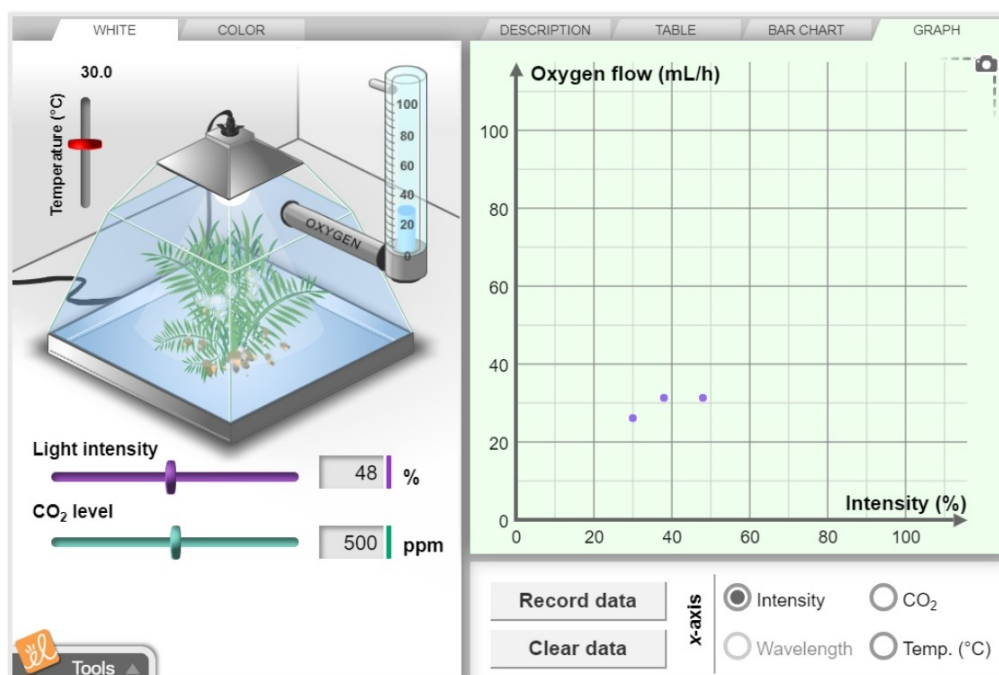 WHITE
COLOR
30.0
Temperature (°C)
100
80
60
40
20
0
OXYGEN
Light intensity
48 %
CO₂ level
500 ppm
Tools
DESCRIPTION
TABLE
BAR CHART
GRAPH
Oxygen flow (mL/h)
100
80
60
40
20
0
Intensity (%)
0 20 40 60 80 100
Record data
Clear data
x-axis
Intensity
CO₂
Wavelength
Temp. (°C)